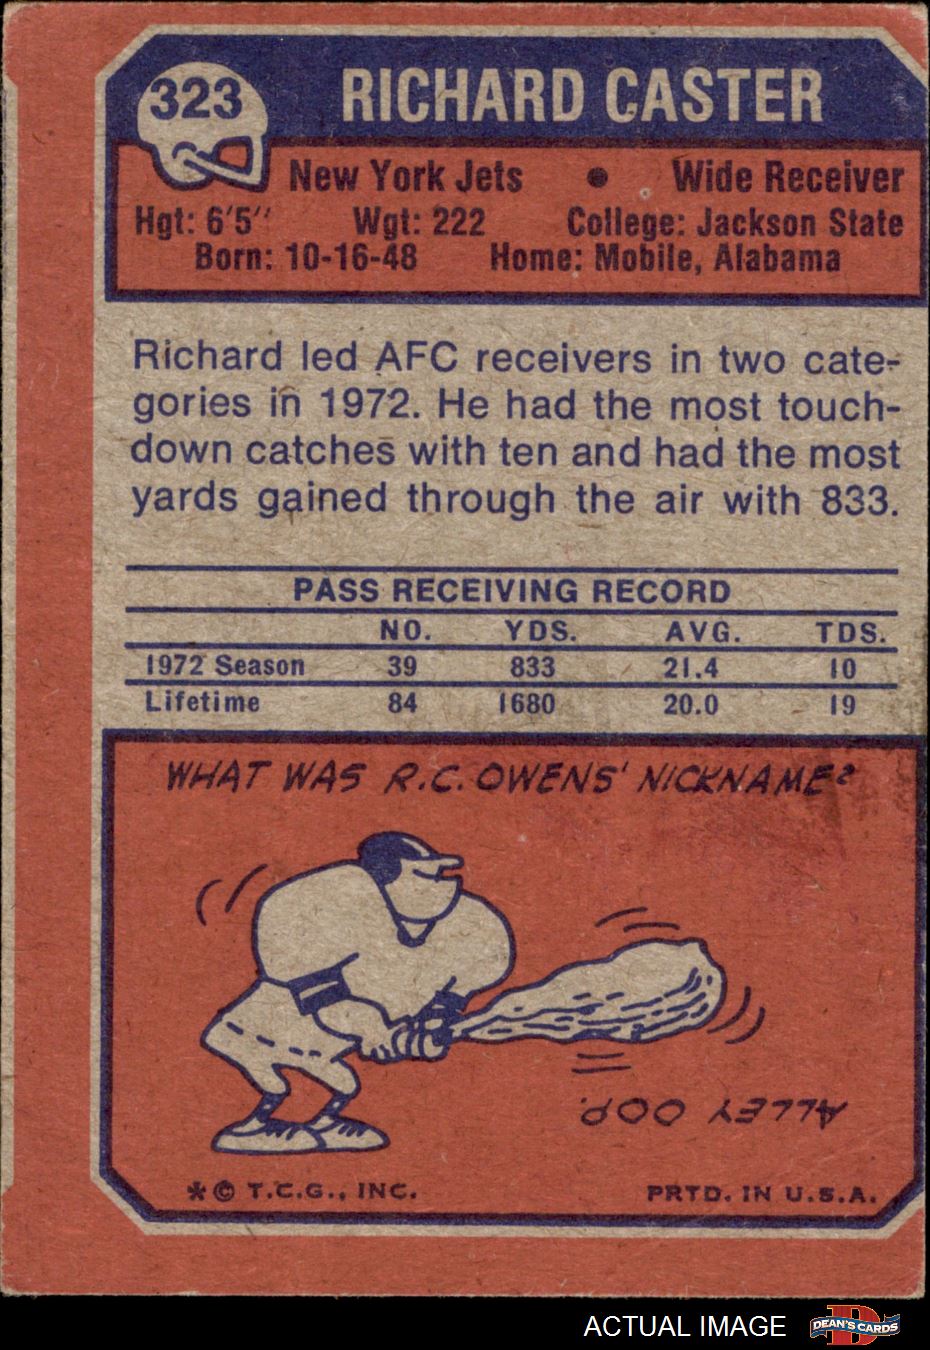 323
RICHARD CASTER
New York Jets • Wide Receiver
Hgt: 6'5" Wgt: 222 College: Jackson State
Born: 10-16-48 Home: Mobile, Alabama
Richard led AFC receivers in two cate-
gories in 1972. He had the most touch-
down catches with ten and had the most
yards gained through the air with 833.
PASS RECEIVING RECORD
NO. YDS. AVG. TDS.
1972 Season 39 833 21.4 10
Lifetime 84 1680 20.0 19
WHAT WAS R.C. OWENS' NICKNAME?
ALLEY OOP.
* © T.C.G., INC. PRTD. IN U.S.A.
ACTUAL IMAGE
D
DEAN'S CARDS